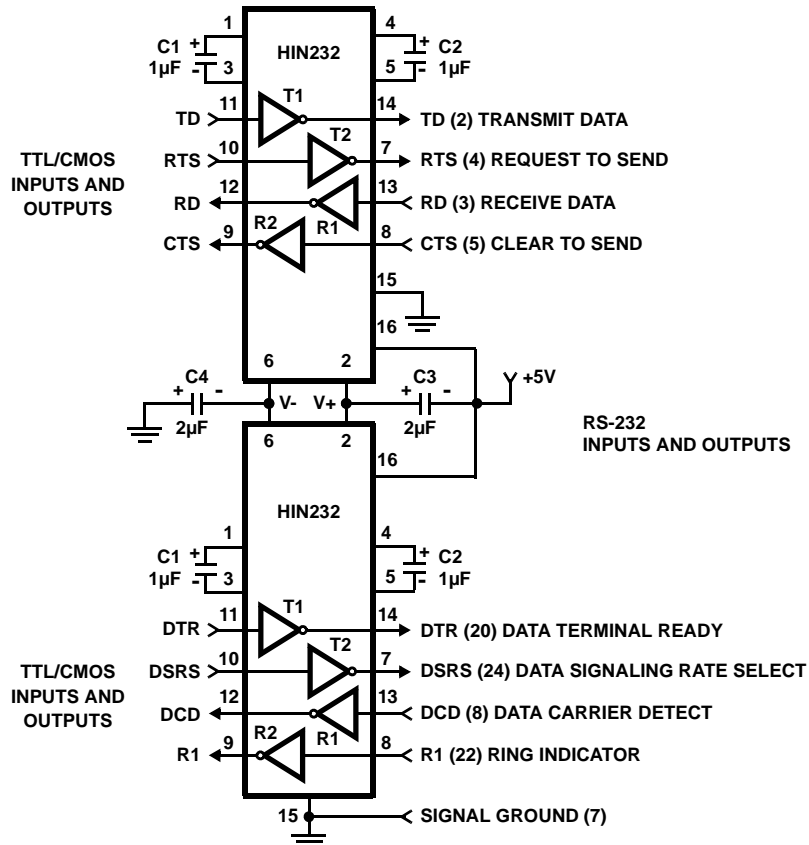 1
4
C1 +
HIN232
+ C2
1µF -
3
5
- 1µF
T1
TD
11
14
TD (2) TRANSMIT DATA
T2
TTL/CMOS
INPUTS AND
OUTPUTS
RTS
10
7
RTS (4) REQUEST TO SEND
RD
12
13
RD (3) RECEIVE DATA
R2
R1
CTS
9
8
CTS (5) CLEAR TO SEND
15
16
6
2
C4
+ -
V-
V+
C3
+ -
+5V
2µF
2µF
RS-232
INPUTS AND OUTPUTS
6
2
16
HIN232
1
4
C1 +
+ C2
1µF -
3
5
- 1µF
T1
DTR
11
14
DTR (20) DATA TERMINAL READY
T2
TTL/CMOS
INPUTS AND
OUTPUTS
DSRS
10
7
DSRS (24) DATA SIGNALING RATE SELECT
DCD
12
13
DCD (8) DATA CARRIER DETECT
R2
R1
R1
9
8
R1 (22) RING INDICATOR
15
SIGNAL GROUND (7)